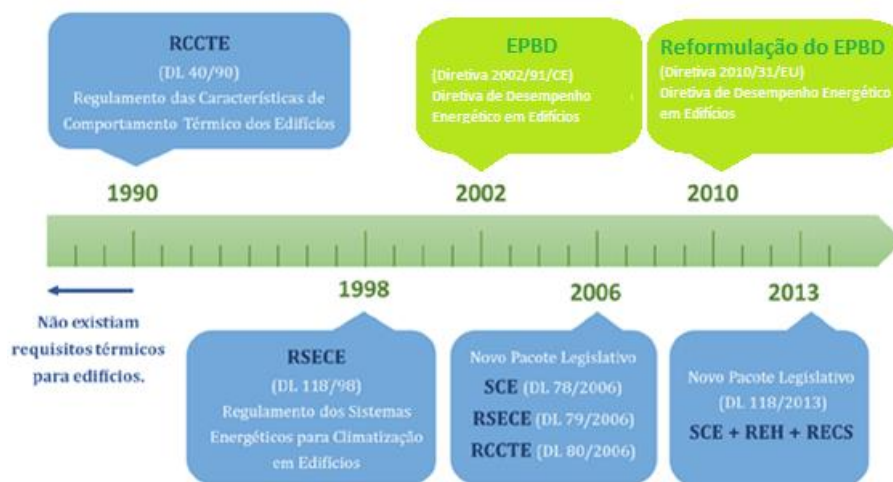 RCCTE
(DL 40/90)
Regulamento das Características de
Comportamento Térmico dos Edifícios
EPBD
(Diretiva 2002/91/CE)
Diretiva de Desempenho
Energético em Edifícios
Reformulação do EPBD
(Diretiva 2010/31/EU)
Diretiva de Desempenho Energético
em Edifícios
1990
2002
2010
1998
2006
2013
Não existiam
requisitos térmicos
para edifícios.
RSECE
(DL 118/98)
Regulamento dos Sistemas
Energéticos para Climatização
em Edifícios
Novo Pacote Legislativo
SCE (DL 78/2006)
RSECE (DL 79/2006)
RCCTE (DL 80/2006)
Novo Pacote Legislativo
(DL 118/2013)
SCE + REH + RECS